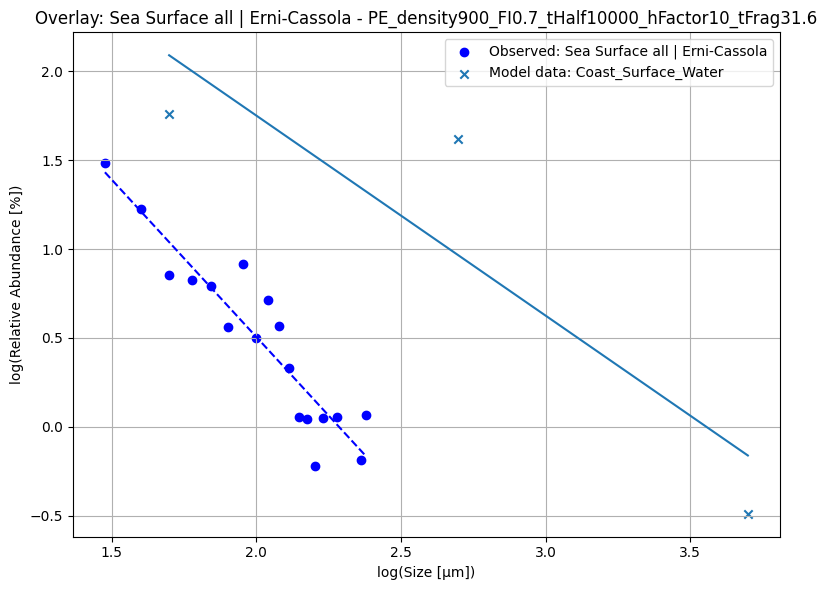 Overlay: Sea Surface all | Erni-Cassola - PE_density900_FI0.7_tHalf10000_hFactor10_tFrag31.6
Observed: Sea Surface all | Erni-Cassola
Model data: Coast_Surface_Water
log(Relative Abundance [%])
2.0
1.5
1.0
0.5
0.0
−0.5
1.5
2.0
2.5
3.0
3.5
log(Size [μm])